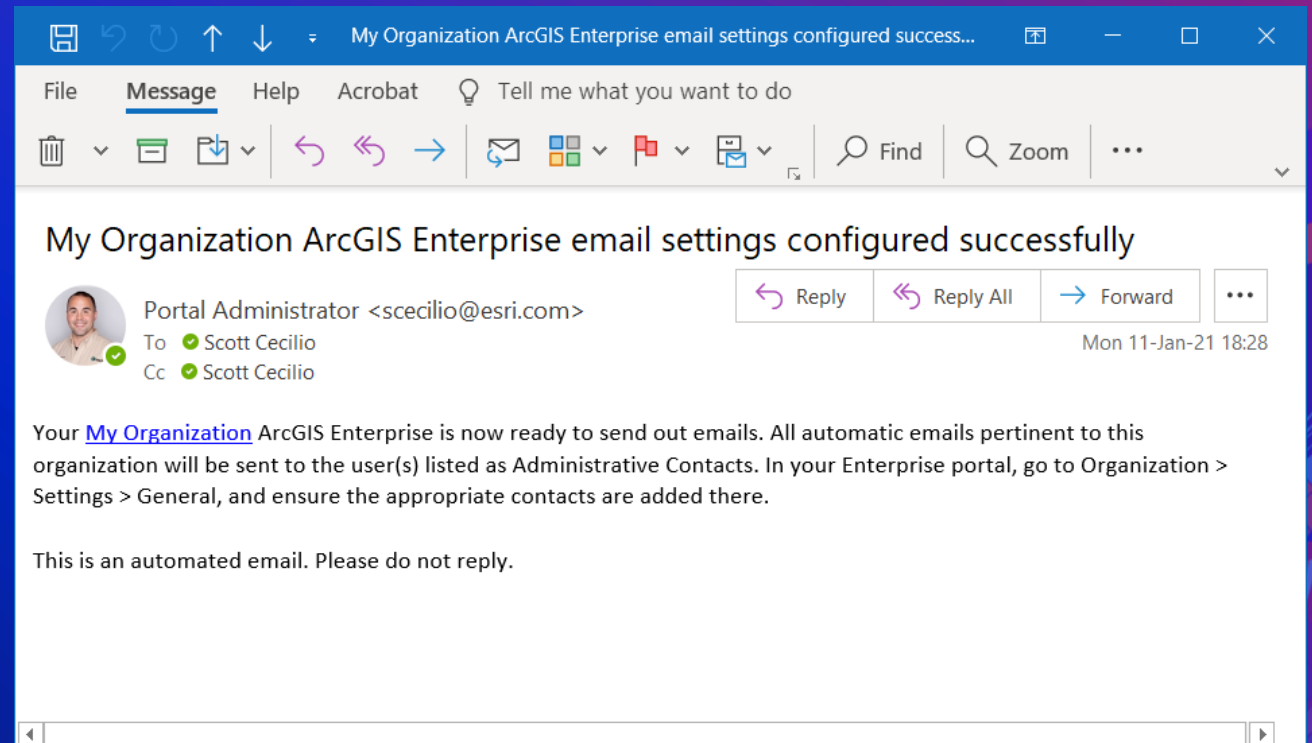 My Organization ArcGIS Enterprise email settings configured success...
File Message Help Acrobat Tell me what you want to do
Find Zoom
My Organization ArcGIS Enterprise email settings configured successfully
Portal Administrator <scecilio@esri.com>
Reply Reply All Forward
To Scott Cecilio
Mon 11-Jan-21 18:28
Cc Scott Cecilio
Your My Organization ArcGIS Enterprise is now ready to send out emails. All automatic emails pertinent to this
organization will be sent to the user(s) listed as Administrative Contacts. In your Enterprise portal, go to Organization >
Settings > General, and ensure the appropriate contacts are added there.
This is an automated email. Please do not reply.